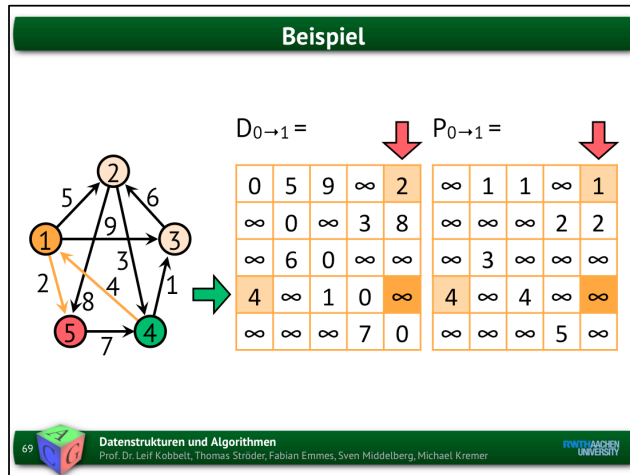 Beispiel
D0→1 =
P0→1 =
2
5
6
9
1
3
3
2
4
1
8
5
4
7
0 5 9 ∞ 2
∞ 0 ∞ 3 8
∞ 6 0 ∞ ∞
4 ∞ 1 0 ∞
∞ ∞ ∞ 7 0
∞ 1 1 ∞ 1
∞ ∞ ∞ 2 2
∞ 3 ∞ ∞ ∞
4 ∞ 4 ∞ ∞
∞ ∞ ∞ 5 ∞
69
A
C
G
Datenstrukturen und Algorithmen
Prof. Dr. Leif Kobbelt, Thomas Ströder, Fabian Emmes, Sven Middelberg, Michael Kremer
RWTHAACHEN
UNIVERSITY